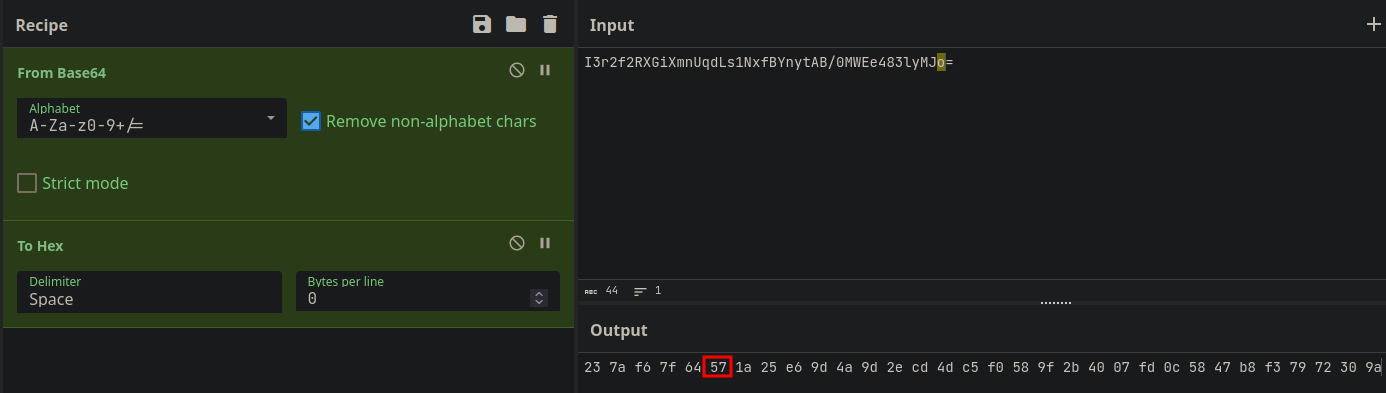 Recipe
From Base64
Alphabet
A-Za-z0-9+/=
Remove non-alphabet chars
Strict mode
To Hex
Delimiter
Space
Bytes per line
0
Input
I3r2f2RXGiXmnUqdLs1NxfBYnytAB/0MWEe483lyMJo=
ABC 44 1
Output
23 7a f6 7f 64 57 1a 25 e6 9d 4a 9d 2e cd 4d c5 f0 58 9f 2b 40 07 fd 0c 58 47 b8 f3 79 72 30 9a